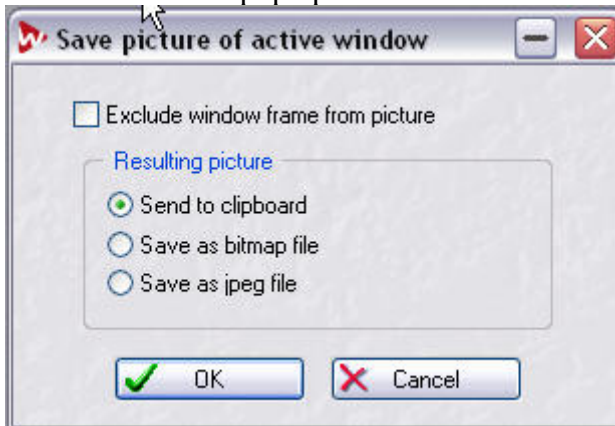 Save picture of active window
Exclude window frame from picture
Resulting picture
Send to clipboard
Save as bitmap file
Save as jpeg file
OK
Cancel